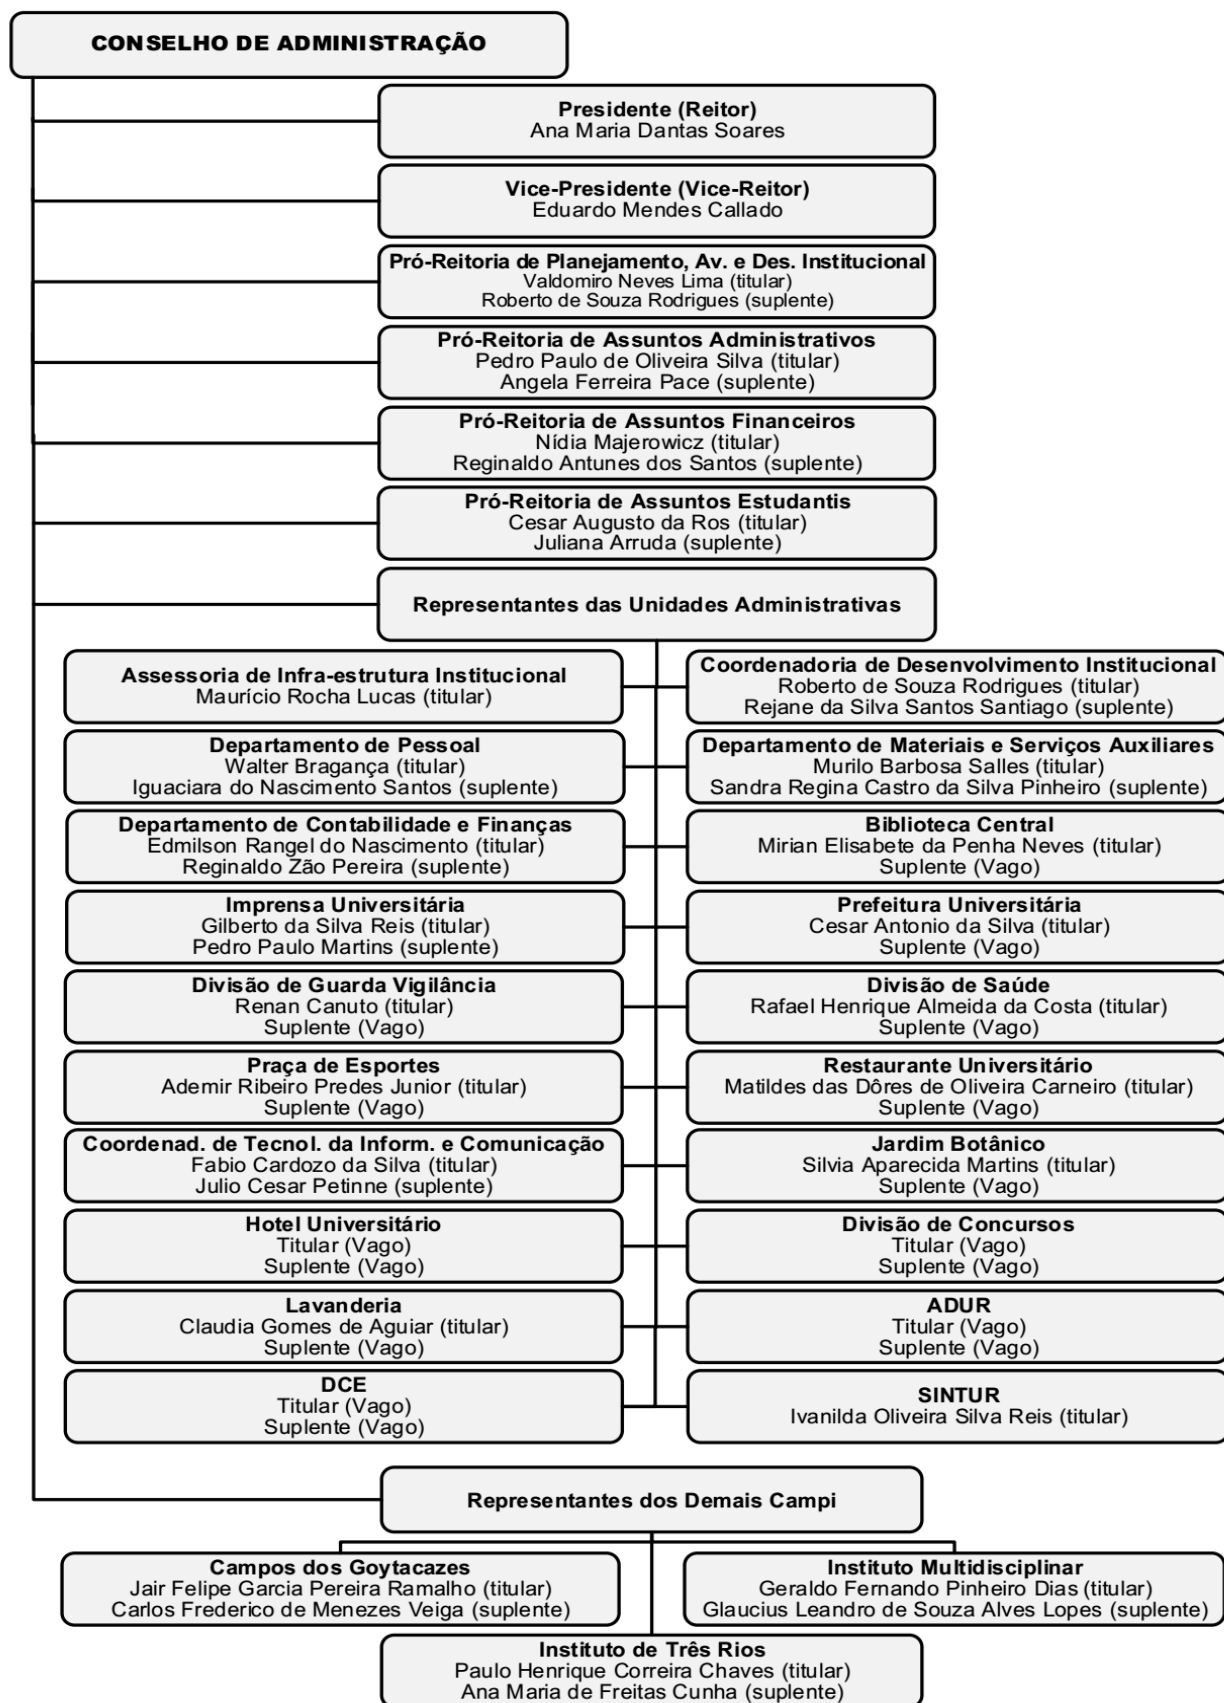 CONSELHO DE ADMINISTRAÇÃO
Presidente (Reitor)
Ana Maria Dantas Soares
Vice-Presidente (Vice-Reitor)
Eduardo Mendes Callado
Pró-Reitoria de Planejamento, Av. e Des. Institucional
Valdomiro Neves Lima (titular)
Roberto de Souza Rodrigues (suplente)
Pró-Reitoria de Assuntos Administrativos
Pedro Paulo de Oliveira Silva (titular)
Angela Ferreira Pace (suplente)
Pró-Reitoria de Assuntos Financeiros
Nídia Majerowicz (titular)
Reginaldo Antunes dos Santos (suplente)
Pró-Reitoria de Assuntos Estudantis
Cesar Augusto da Ros (titular)
Juliana Arruda (suplente)
Representantes das Unidades Administrativas
Assessoria de Infra-estrutura Institucional
Maurício Rocha Lucas (titular)
Coordenadoria de Desenvolvimento Institucional
Roberto de Souza Rodrigues (titular)
Rejane da Silva Santos Santiago (suplente)
Departamento de Pessoal
Walter Bragança (titular)
Iguaciara do Nascimento Santos (suplente)
Departamento de Materiais e Serviços Auxiliares
Murilo Barbosa Salles (titular)
Sandra Regina Castro da Silva Pinheiro (suplente)
Departamento de Contabilidade e Finanças
Edmilson Rangel do Nascimento (titular)
Reginaldo Zão Pereira (suplente)
Biblioteca Central
Mirian Elisabete da Penha Neves (titular)
Suplente (Vago)
Imprensa Universitária
Gilberto da Silva Reis (titular)
Pedro Paulo Martins (suplente)
Prefeitura Universitária
Cesar Antonio da Silva (titular)
Suplente (Vago)
Divisão de Guarda Vigilância
Renan Canuto (titular)
Suplente (Vago)
Divisão de Saúde
Rafael Henrique Almeida da Costa (titular)
Suplente (Vago)
Praça de Esportes
Ademir Ribeiro Predes Junior (titular)
Suplente (Vago)
Restaurante Universitário
Matildes das Dôres de Oliveira Carneiro (titular)
Suplente (Vago)
Coordenad. de Tecnol. da Inform. e Comunicação
Fabio Cardozo da Silva (titular)
Julio Cesar Petinne (suplente)
Jardim Botânico
Silvia Aparecida Martins (titular)
Suplente (Vago)
Hotel Universitário
Titular (Vago)
Suplente (Vago)
Divisão de Concursos
Titular (Vago)
Suplente (Vago)
Lavanderia
Claudia Gomes de Aguiar (titular)
Suplente (Vago)
ADUR
Titular (Vago)
Suplente (Vago)
DCE
Titular (Vago)
Suplente (Vago)
SINTUR
Ivanilda Oliveira Silva Reis (titular)
Representantes dos Demais Campi
Campos dos Goytacazes
Jair Felipe Garcia Pereira Ramalho (titular)
Carlos Frederico de Menezes Veiga (suplente)
Instituto Multidisciplinar
Geraldo Fernando Pinheiro Dias (titular)
Glaucius Leandro de Souza Alves Lopes (suplente)
Instituto de Três Rios
Paulo Henrique Correira Chaves (titular)
Ana Maria de Freitas Cunha (suplente)